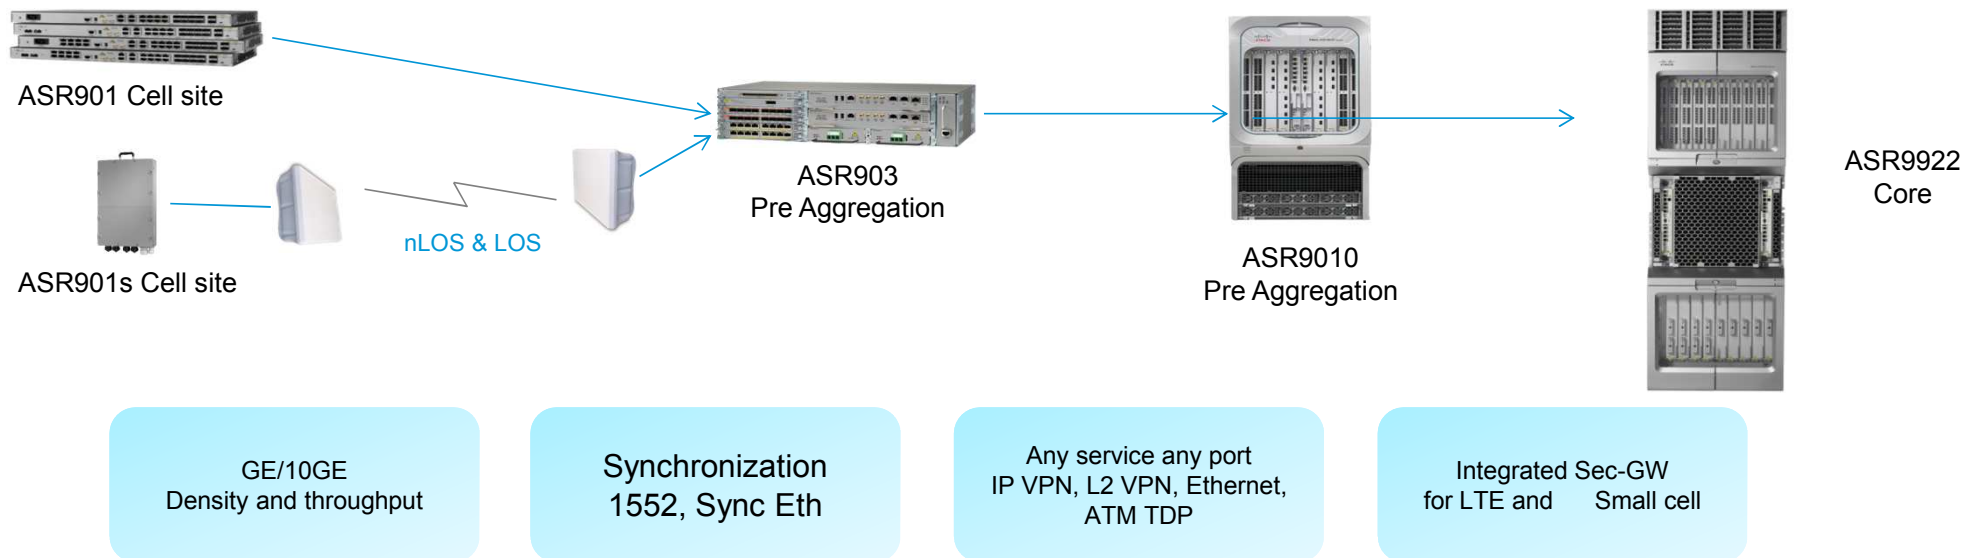 ASR901 Cell site
nLOS & LOS
ASR901s Cell site
ASR903
Pre Aggregation
ASR9010
Pre Aggregation
ASR9922
Core
GE/10GE
Density and throughput
Synchronization
1552, Sync Eth
Any service any port
IP VPN, L2 VPN, Ethernet,
ATM TDP
Integrated Sec-GW
for LTE and Small cell